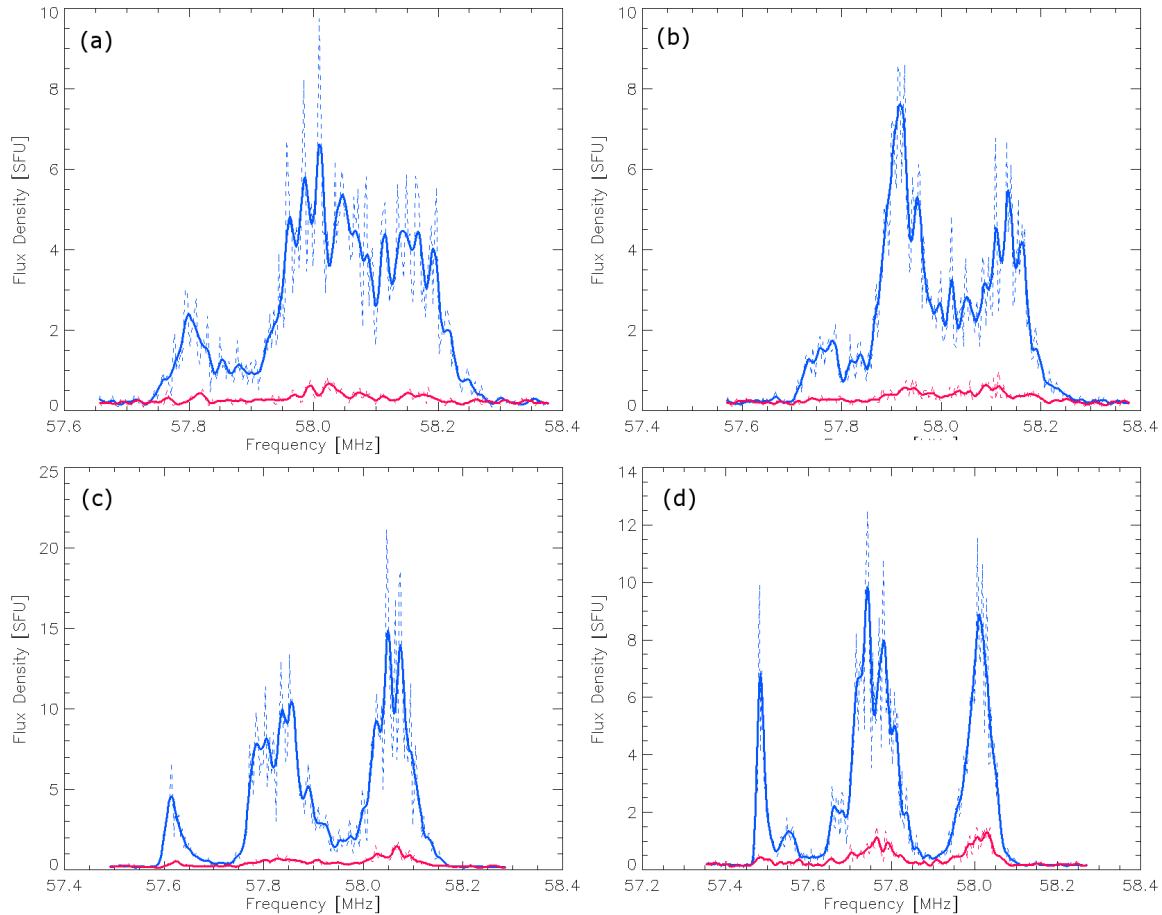 (a)
10
8
6
4
2
0
Flux Density [SFU]
57.6 57.8 58.0 58.2 58.4
Frequency [MHz]
(b)
10
8
6
4
2
0
Flux Density [SFU]
57.4 57.6 57.8 58.0 58.2 58.4
Frequency [MHz]
(c)
25
20
15
10
5
0
Flux Density [SFU]
57.4 57.6 57.8 58.0 58.2 58.4
Frequency [MHz]
(d)
14
12
10
8
6
4
2
0
Flux Density [SFU]
57.2 57.4 57.6 57.8 58.0 58.2 58.4
Frequency [MHz]